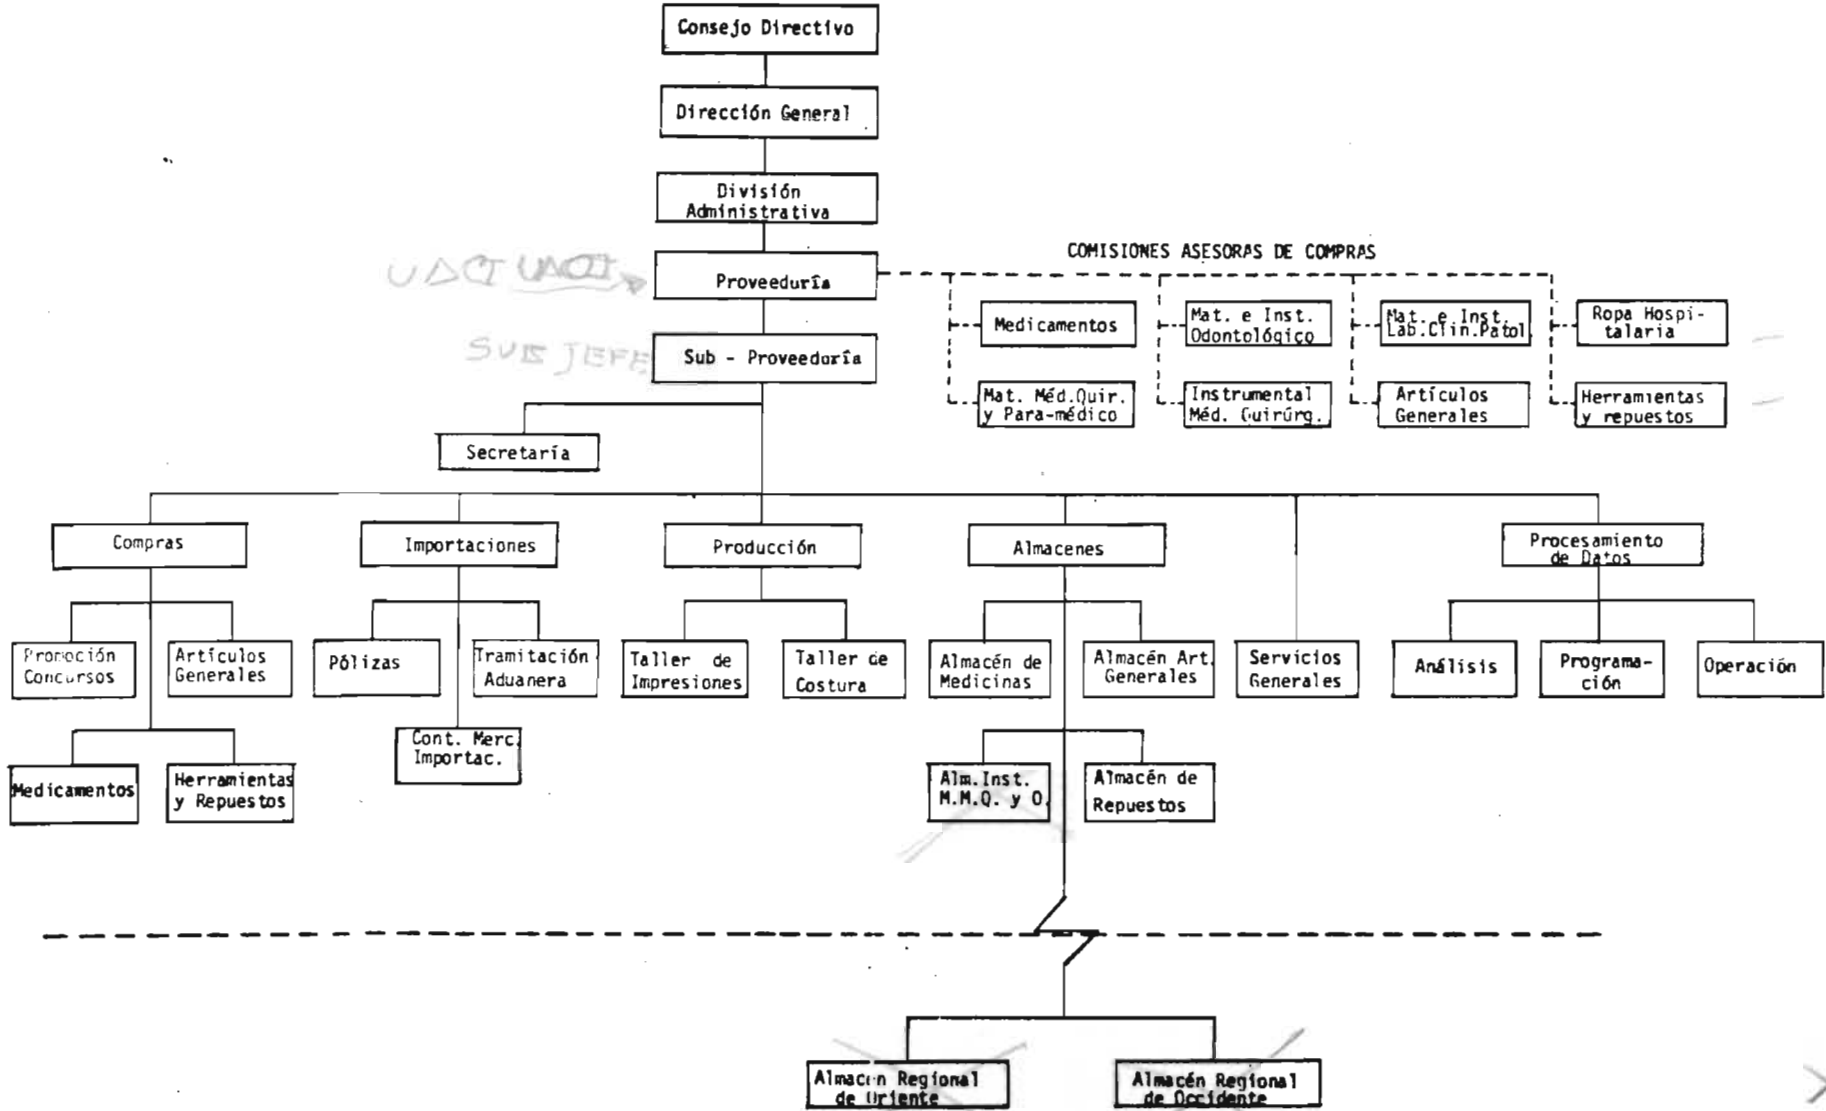 Consejo Directivo
Dirección General
División
Administrativa
UACI UACI
Proveeduría
SUB JEFE
Sub - Proveeduría
Secretaría
COMISIONES ASESORAS DE COMPRAS
Medicamentos
Mat. e Inst.
Odontológico
Mat. e Inst.
Lab.Clin.Patol
Ropa Hospi-
talaria
Mat. Méd.Quir.
y Para-médico
Instrumental
Méd. Quirúrg.
Artículos
Generales
Herramientas
y repuestos
Compras
Importaciones
Producción
Almacenes
Procesamiento
de Datos
Promoción
Concursos
Artículos
Generales
Pólizas
Tramitación
Aduanera
Taller de
Impresiones
Taller de
Costura
Almacén de
Medicinas
Almacén Art.
Generales
Servicios
Generales
Análisis
Programa-
ción
Operación
Medicamentos
Herramientas
y Repuestos
Cont. Merc.
Importac.
Alm.Inst.
M.M.Q. y O.
Almacén de
Repuestos
Almacén Regional
de Oriente
Almacén Regional
de Occidente